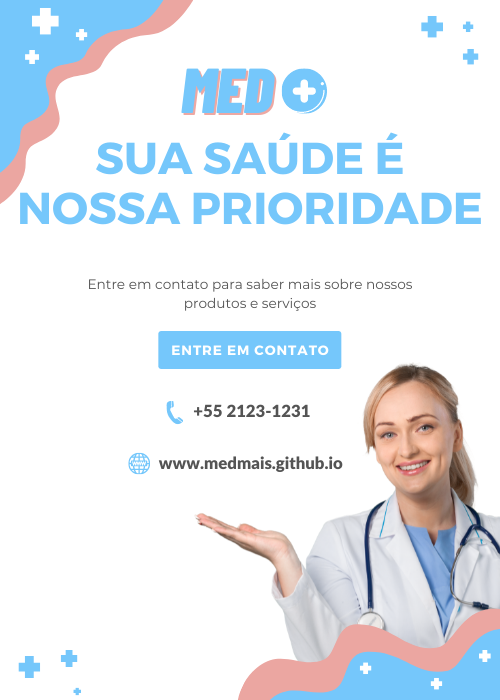 MED
SUA SAÚDE É
NOSSA PRIORIDADE
Entre em contato para saber mais sobre nossos
produtos e serviços
ENTRE EM CONTATO
+55 2123-1231
www.medmais.github.io